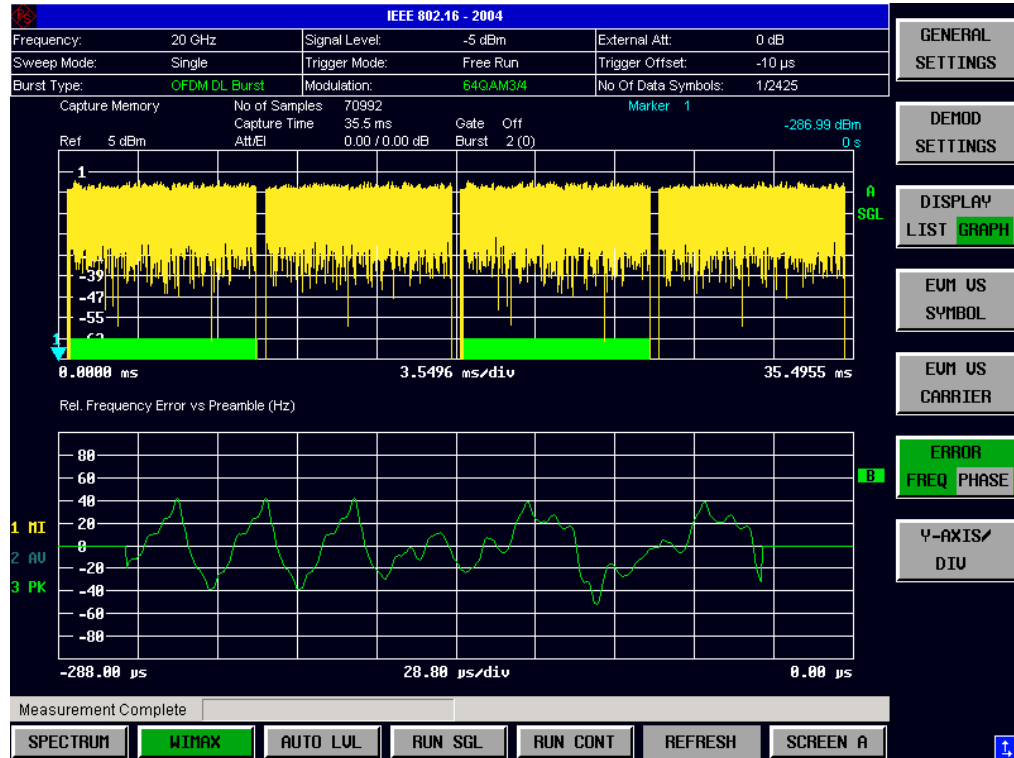 IEEE 802.16 - 2004
Frequency: 20 GHz Signal Level: -5 dBm External Att: 0 dB
Sweep Mode: Single Trigger Mode: Free Run Trigger Offset: -10 µs
Burst Type: OFDM DL Burst Modulation: 64QAM3/4 No Of Data Symbols: 1/2425
Capture Memory No of Samples 70992 Marker 1
Capture Time 35.5 ms Gate Off -286.99 dBm
Ref 5 dBm Att/El 0.00 / 0.00 dB Burst 2 (0) 0 s
1
A
SGL
-39
-47
-55
1
0.0000 ms 3.5496 ms/div 35.4955 ms
Rel. Frequency Error vs Preamble (Hz)
80
60
B
40
1 MI
20
0
2 AV
-20
3 PK
-40
-60
-80
-288.00 µs 28.80 µs/div 0.00 µs
Measurement Complete
SPECTRUM WIMAX AUTO LVL RUN SGL RUN CONT REFRESH SCREEN A
GENERAL
SETTINGS
DEMOD
SETTINGS
DISPLAY
LIST GRAPH
EVM VS
SYMBOL
EVM VS
CARRIER
ERROR
FREQ PHASE
Y-AXIS/
DIV